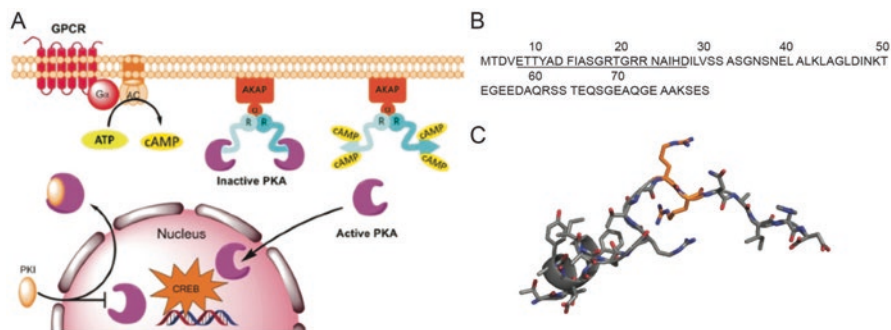 A
GPCR
Gα
AC
ATP
cAMP
AKAP
R
R
Inactive PKA
AKAP
R
R
cAMP
cAMP
cAMP
cAMP
Active PKA
Nucleus
PKI
CREB
B
10 20 30 40 50
MTDVETTYAD FIASGRTGRR NAIHDILVSS ASGNSNEL ALKLAGLDINKT
60 70
EGEEDAQRSS TEQSGEAQGE AAKSES
C